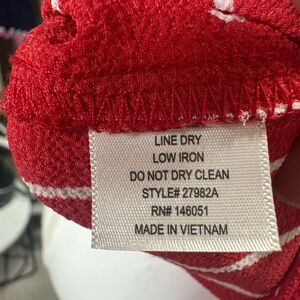 LINE DRY
LOW IRON
DO NOT DRY CLEAN
STYLE# 27982A
RN# 146051
MADE IN VIETNAM